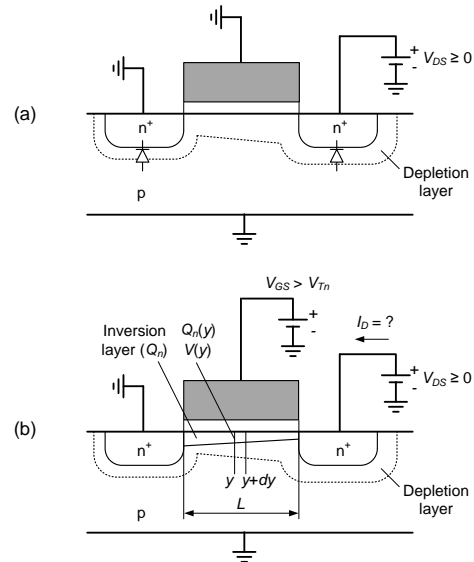 +
V_DS ≥ 0
-
(a)
n⁺
n⁺
Depletion
layer
p
V_GS > V_Tn
+
-
I_D = ?
Inversion
layer (Q_n)
Q_n(y)
V(y)
+
V_DS ≥ 0
-
(b)
n⁺
n⁺
y
y+dy
L
Depletion
layer
p